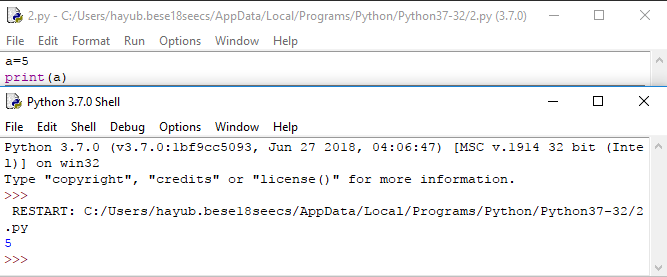 2.py - C:/Users/hayub.bese18seecs/AppData/Local/Programs/Python/Python37-32/2.py (3.7.0)
File Edit Format Run Options Window Help
a=5
print(a)
Python 3.7.0 Shell
File Edit Shell Debug Options Window Help
Python 3.7.0 (v3.7.0:1bf9cc5093, Jun 27 2018, 04:06:47) [MSC v.1914 32 bit (Inte
l)] on win32
Type "copyright", "credits" or "license()" for more information.
>>>
 RESTART: C:/Users/hayub.bese18seecs/AppData/Local/Programs/Python/Python37-32/2
.py
5
>>>